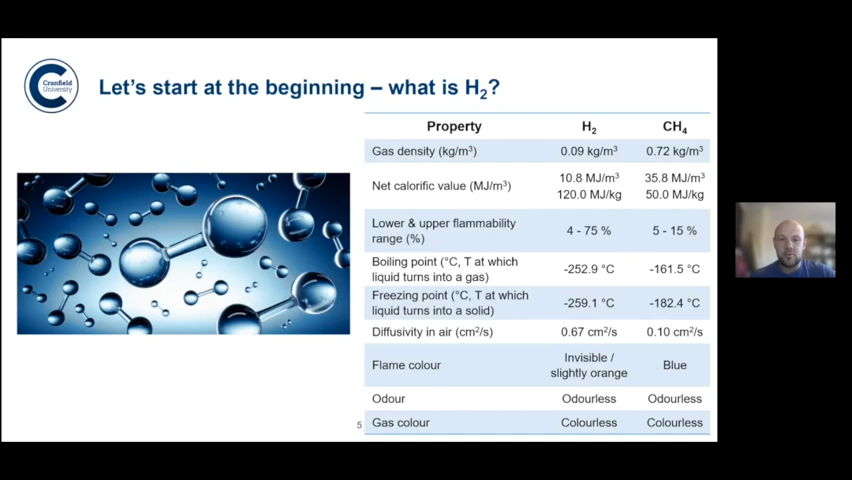 Cranfield
University
Let's start at the beginning – what is H₂?
Property H₂ CH₄
Gas density (kg/m³) 0.09 kg/m³ 0.72 kg/m³
Net calorific value (MJ/m³) 10.8 MJ/m³ 35.8 MJ/m³
120.0 MJ/kg 50.0 MJ/kg
Lower & upper flammability
range (%) 4 - 75 % 5 - 15 %
Boiling point (°C, T at which
liquid turns into a gas) -252.9 °C -161.5 °C
Freezing point (°C, T at which
liquid turns into a solid) -259.1 °C -182.4 °C
Diffusivity in air (cm²/s) 0.67 cm²/s 0.10 cm²/s
Flame colour Invisible /
slightly orange Blue
Odour Odourless Odourless
Gas colour Colourless Colourless
5